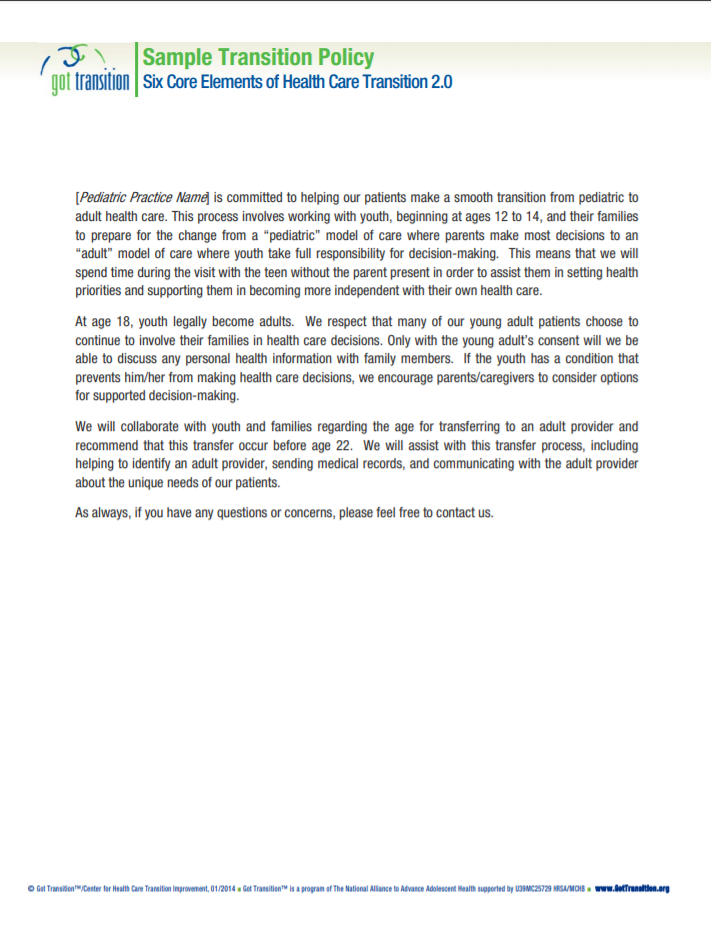 got transition
Sample Transition Policy
Six Core Elements of Health Care Transition 2.0
[Pediatric Practice Name] is committed to helping our patients make a smooth transition from pediatric to
adult health care. This process involves working with youth, beginning at ages 12 to 14, and their families
to prepare for the change from a “pediatric” model of care where parents make most decisions to an
“adult” model of care where youth take full responsibility for decision-making.  This means that we will
spend time during the visit with the teen without the parent present in order to assist them in setting health
priorities and supporting them in becoming more independent with their own health care.
At age 18, youth legally become adults.  We respect that many of our young adult patients choose to
continue to involve their families in health care decisions. Only with the young adult’s consent will we be
able to discuss any personal health information with family members.  If the youth has a condition that
prevents him/her from making health care decisions, we encourage parents/caregivers to consider options
for supported decision-making.
We will collaborate with youth and families regarding the age for transferring to an adult provider and
recommend that this transfer occur before age 22.  We will assist with this transfer process, including
helping to identify an adult provider, sending medical records, and communicating with the adult provider
about the unique needs of our patients.
As always, if you have any questions or concerns, please feel free to contact us.
© Got Transition™/Center for Health Care Transition Improvement, 01/2014 ■ Got Transition™ is a program of The National Alliance to Advance Adolescent Health supported by U39MC25729 HRSA/MCHB ■ www.GotTransition.org